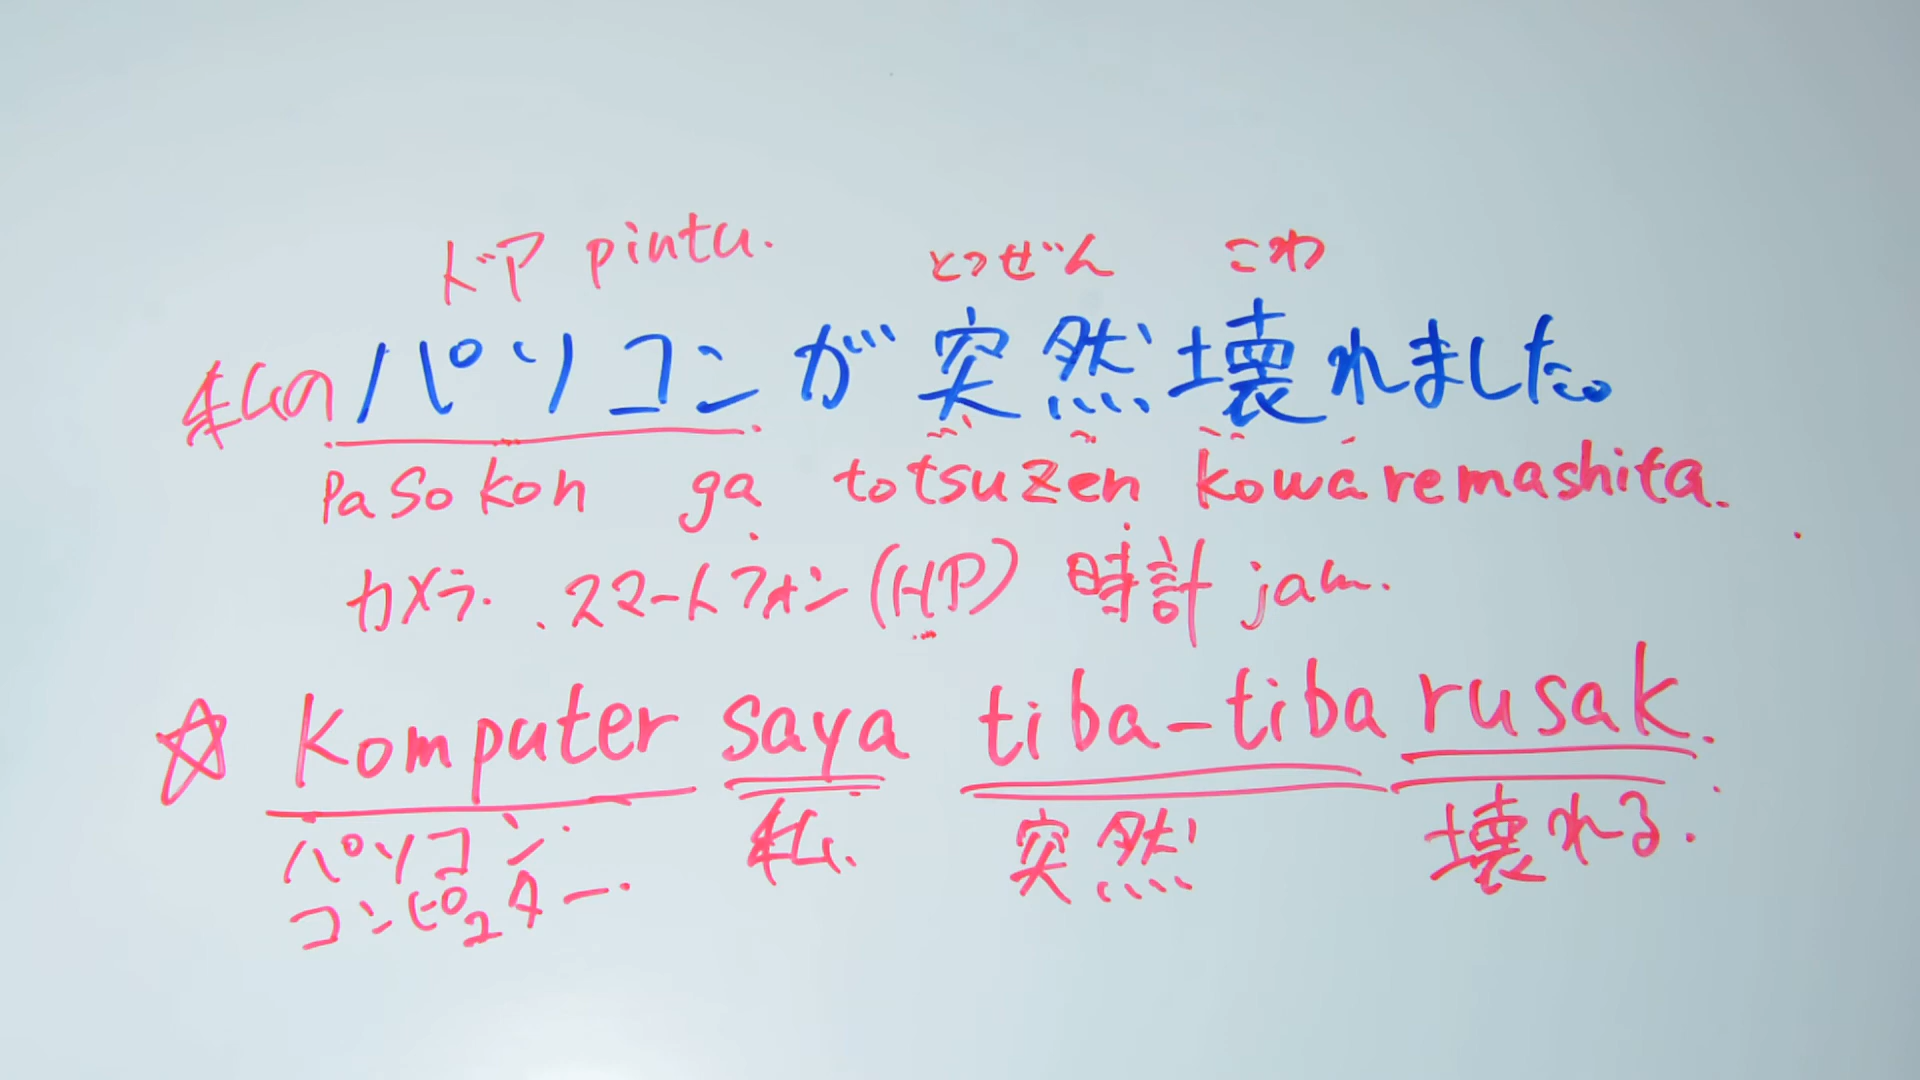 ドア pintu.
とつぜん こわ
私のパソコンが突然壊れました。
pasokon ga totsuzen kowaremashita.
カメラ. .スマートフォン(HP) 時計 jam.
☆ Komputer saya tiba-tiba rusak.
パソコン. 私. 突然 壊れる.
コンピュター.